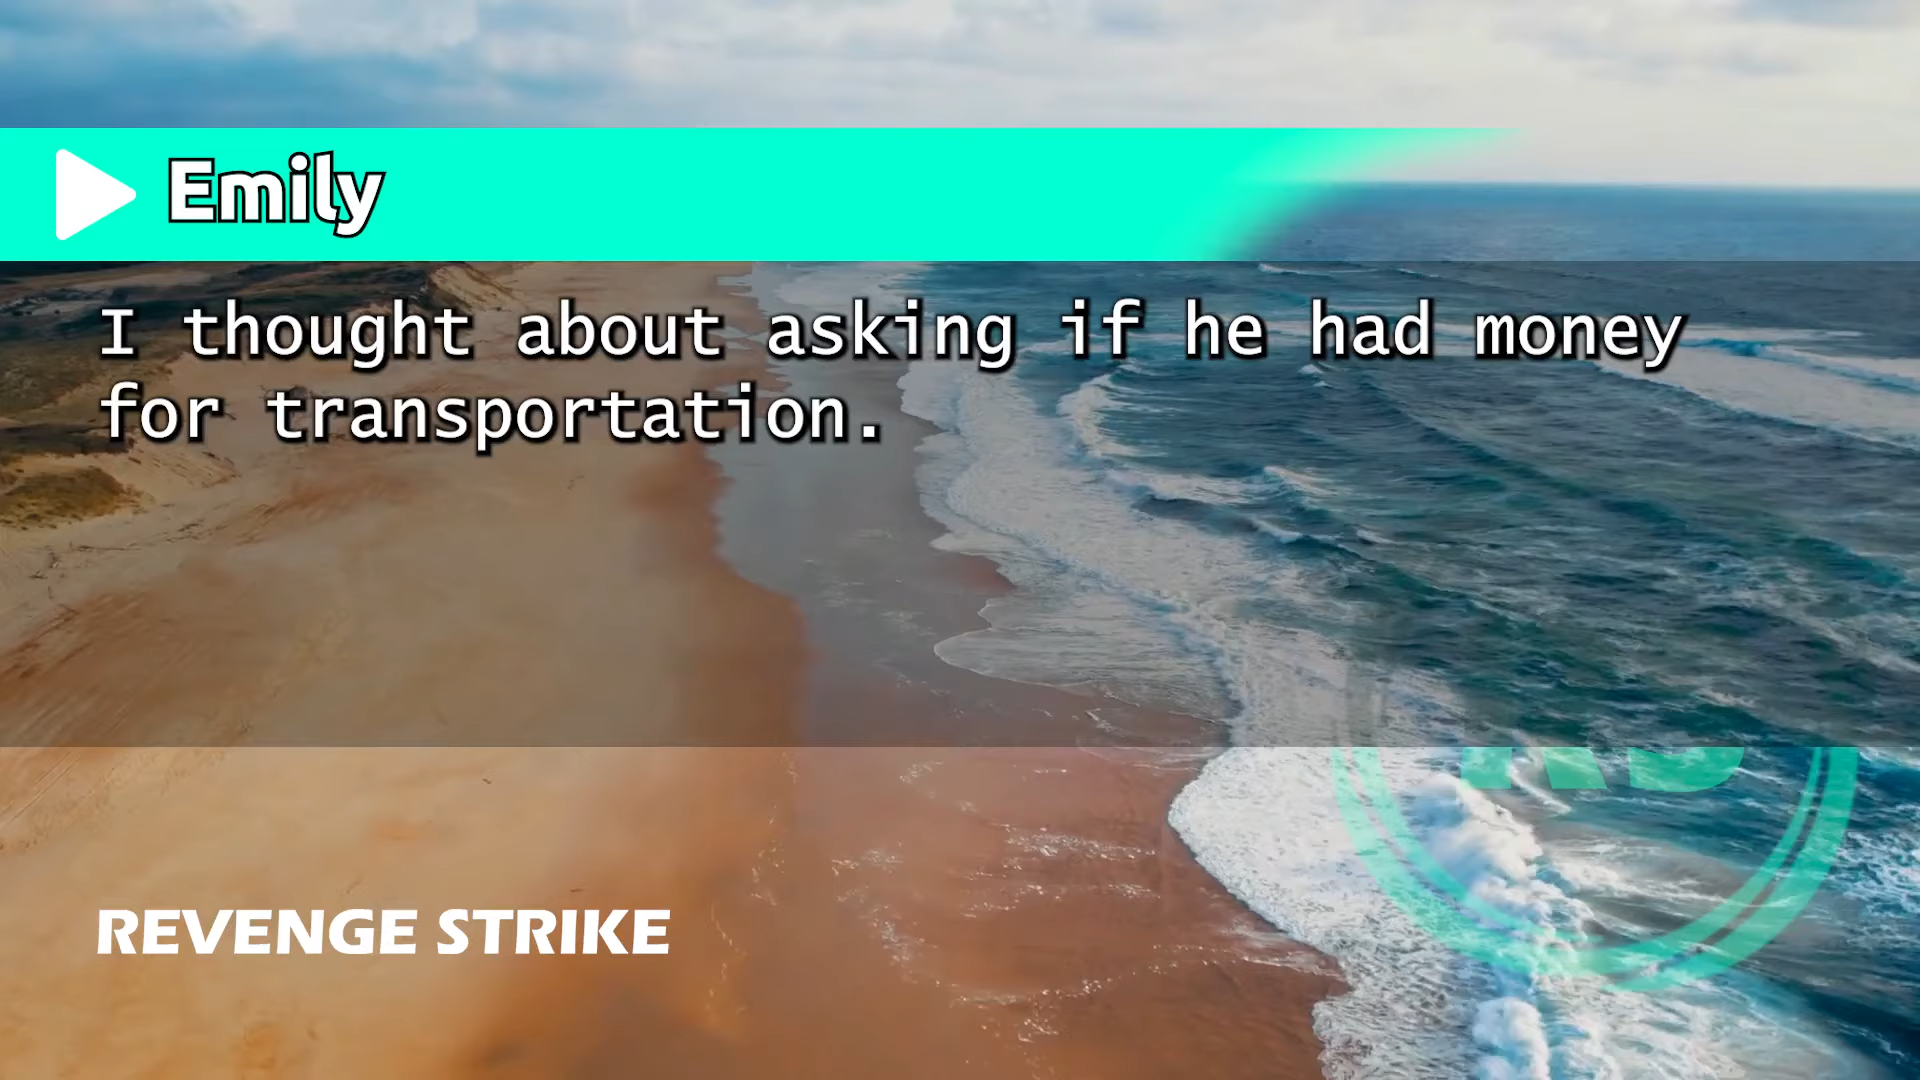 Emily
I thought about asking if he had money
for transportation.
REVENGE STRIKE